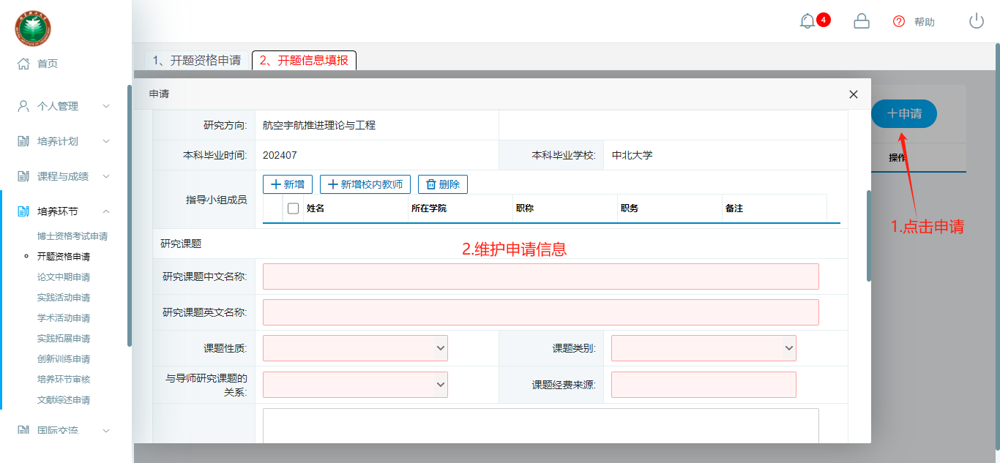 4
帮助
首页
个人管理
培养计划
课程与成绩
培养环节
博士资格考试申请
开题资格申请
论文中期申请
实践活动申请
学术活动申请
实践拓展申请
创新训练申请
培养环节审核
文献综述申请
国际交流
1、开题资格申请
2、开题信息填报
申请
研究方向: 航空宇航推进理论与工程
本科毕业时间: 202407 本科毕业学校: 中北大学
指导小组成员
新增 新增校内教师 删除
姓名 所在学院 职称 职务 备注
研究课题
2.维护申请信息
研究课题中文名称:
研究课题英文名称:
课题性质: 课题类别:
与导师研究课题的
关系:
课题经费来源:
+申请
操作
1.点击申请